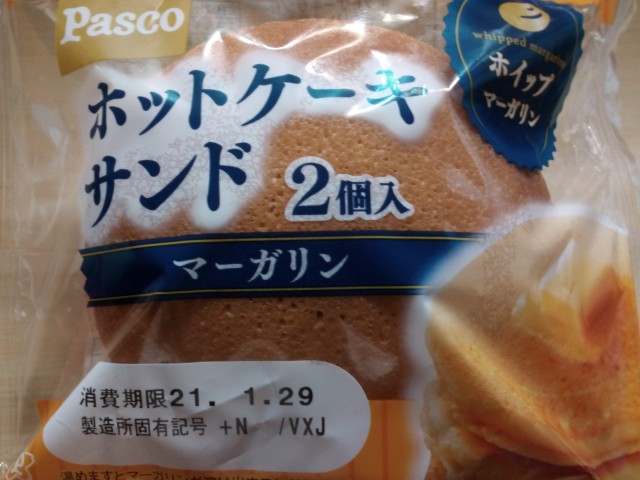 Pasco
ホットケーキ
サンド 2個入
マーガリン
whipped margarine
ホイップ
マーガリン
消費期限21. 1.29
製造所固有記号 +N /VXJ